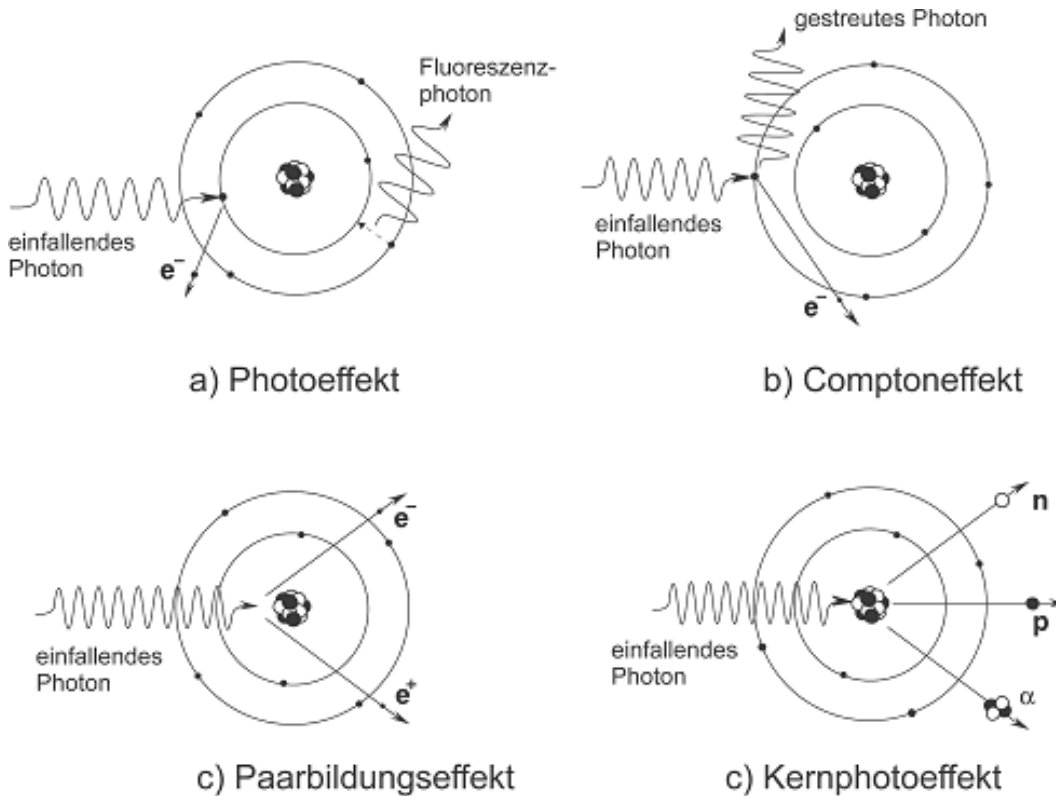 Fluoreszenz-
photon
einfallendes
Photon
e⁻
a) Photoeffekt
gestreutes Photon
einfallendes
Photon
e⁻
b) Comptoneffekt
e⁻
einfallendes
Photon
e⁺
c) Paarbildungseffekt
n
p
einfallendes
Photon
α
c) Kernphotoeffekt